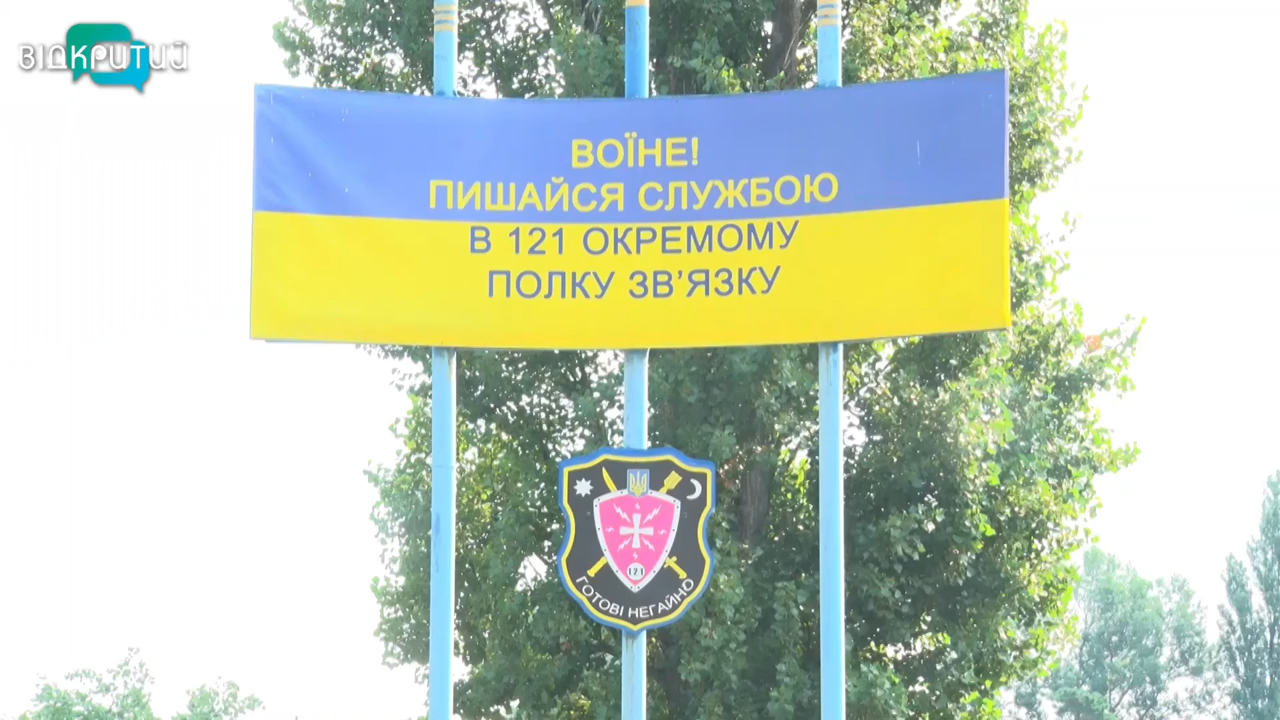 ВІДКРИТИЙ
ВОЇНЕ!
ПИШАЙСЯ СЛУЖБОЮ
В 121 ОКРЕМОМУ
ПОЛКУ ЗВ’ЯЗКУ
121
ГОТОВІ НЕГАЙНО